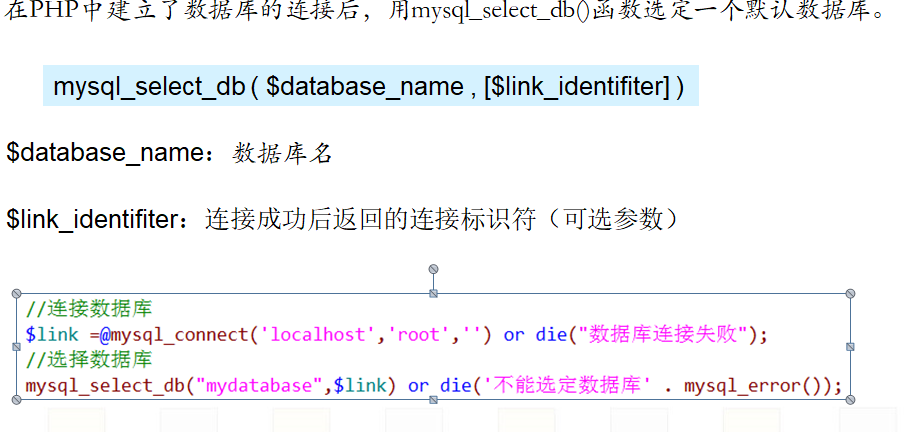 在PHP中建立了数据库的连接后，用mysql_select_db()函数选定一个默认数据库。
mysql_select_db ( $database_name , [$link_identifiter] )
$database_name：数据库名
$link_identifiter：连接成功后返回的连接标识符（可选参数）
//连接数据库
$link =@mysql_connect('localhost','root','') or die("数据库连接失败");
//选择数据库
mysql_select_db("mydatabase",$link) or die('不能选定数据库' . mysql_error());